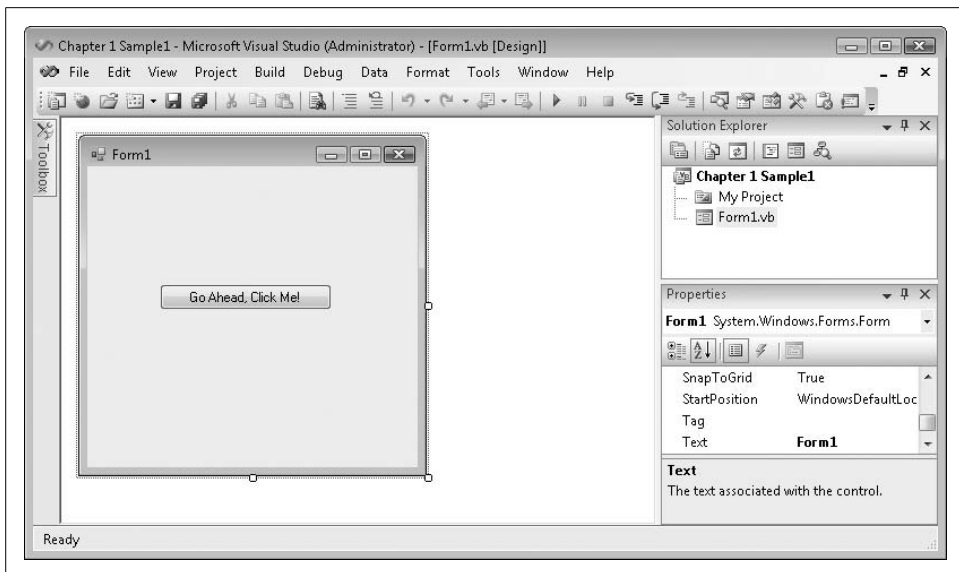 Chapter 1 Sample1 - Microsoft Visual Studio (Administrator) - [Form1.vb [Design]]
File Edit View Project Build Debug Data Format Tools Window Help
Toolbox
Form1
Go Ahead, Click Me!
Solution Explorer
Chapter 1 Sample1
My Project
Form1.vb
Properties
Form1 System.Windows.Forms.Form
SnapToGrid True
StartPosition WindowsDefaultLoc
Tag
Text Form1
Text
The text associated with the control.
Ready